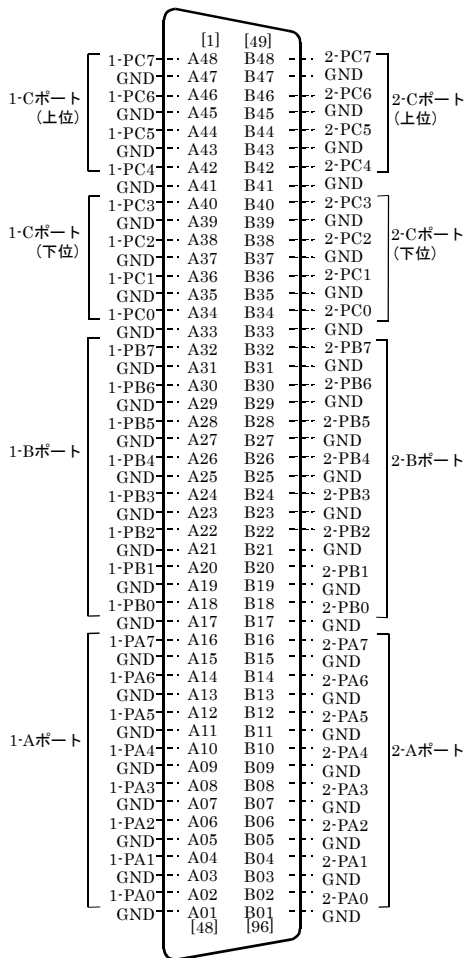 [1] [49]
1-PC7 A48 B48 2-PC7
GND A47 B47 GND
1-Cポート 1-PC6 A46 B46 2-PC6 2-Cポート
(上位) GND A45 B45 GND (上位)
1-PC5 A44 B44 2-PC5
GND A43 B43 GND
1-PC4 A42 B42 2-PC4
GND A41 B41 GND
1-PC3 A40 B40 2-PC3
GND A39 B39 GND
1-Cポート 1-PC2 A38 B38 2-PC2 2-Cポート
(下位) GND A37 B37 GND (下位)
1-PC1 A36 B36 2-PC1
GND A35 B35 GND
1-PC0 A34 B34 2-PC0
GND A33 B33 GND
1-PB7 A32 B32 2-PB7
GND A31 B31 GND
1-PB6 A30 B30 2-PB6
GND A29 B29 GND
1-PB5 A28 B28 2-PB5
GND A27 B27 GND
1-Bポート 1-PB4 A26 B26 2-PB4 2-Bポート
GND A25 B25 GND
1-PB3 A24 B24 2-PB3
GND A23 B23 GND
1-PB2 A22 B22 2-PB2
GND A21 B21 GND
1-PB1 A20 B20 2-PB1
GND A19 B19 GND
1-PB0 A18 B18 2-PB0
GND A17 B17 GND
1-PA7 A16 B16 2-PA7
GND A15 B15 GND
1-PA6 A14 B14 2-PA6
GND A13 B13 GND
1-PA5 A12 B12 2-PA5
GND A11 B11 GND
1-Aポート 1-PA4 A10 B10 2-PA4 2-Aポート
GND A09 B09 GND
1-PA3 A08 B08 2-PA3
GND A07 B07 GND
1-PA2 A06 B06 2-PA2
GND A05 B05 GND
1-PA1 A04 B04 2-PA1
GND A03 B03 GND
1-PA0 A02 B02 2-PA0
GND A01 B01 GND
[48] [96]